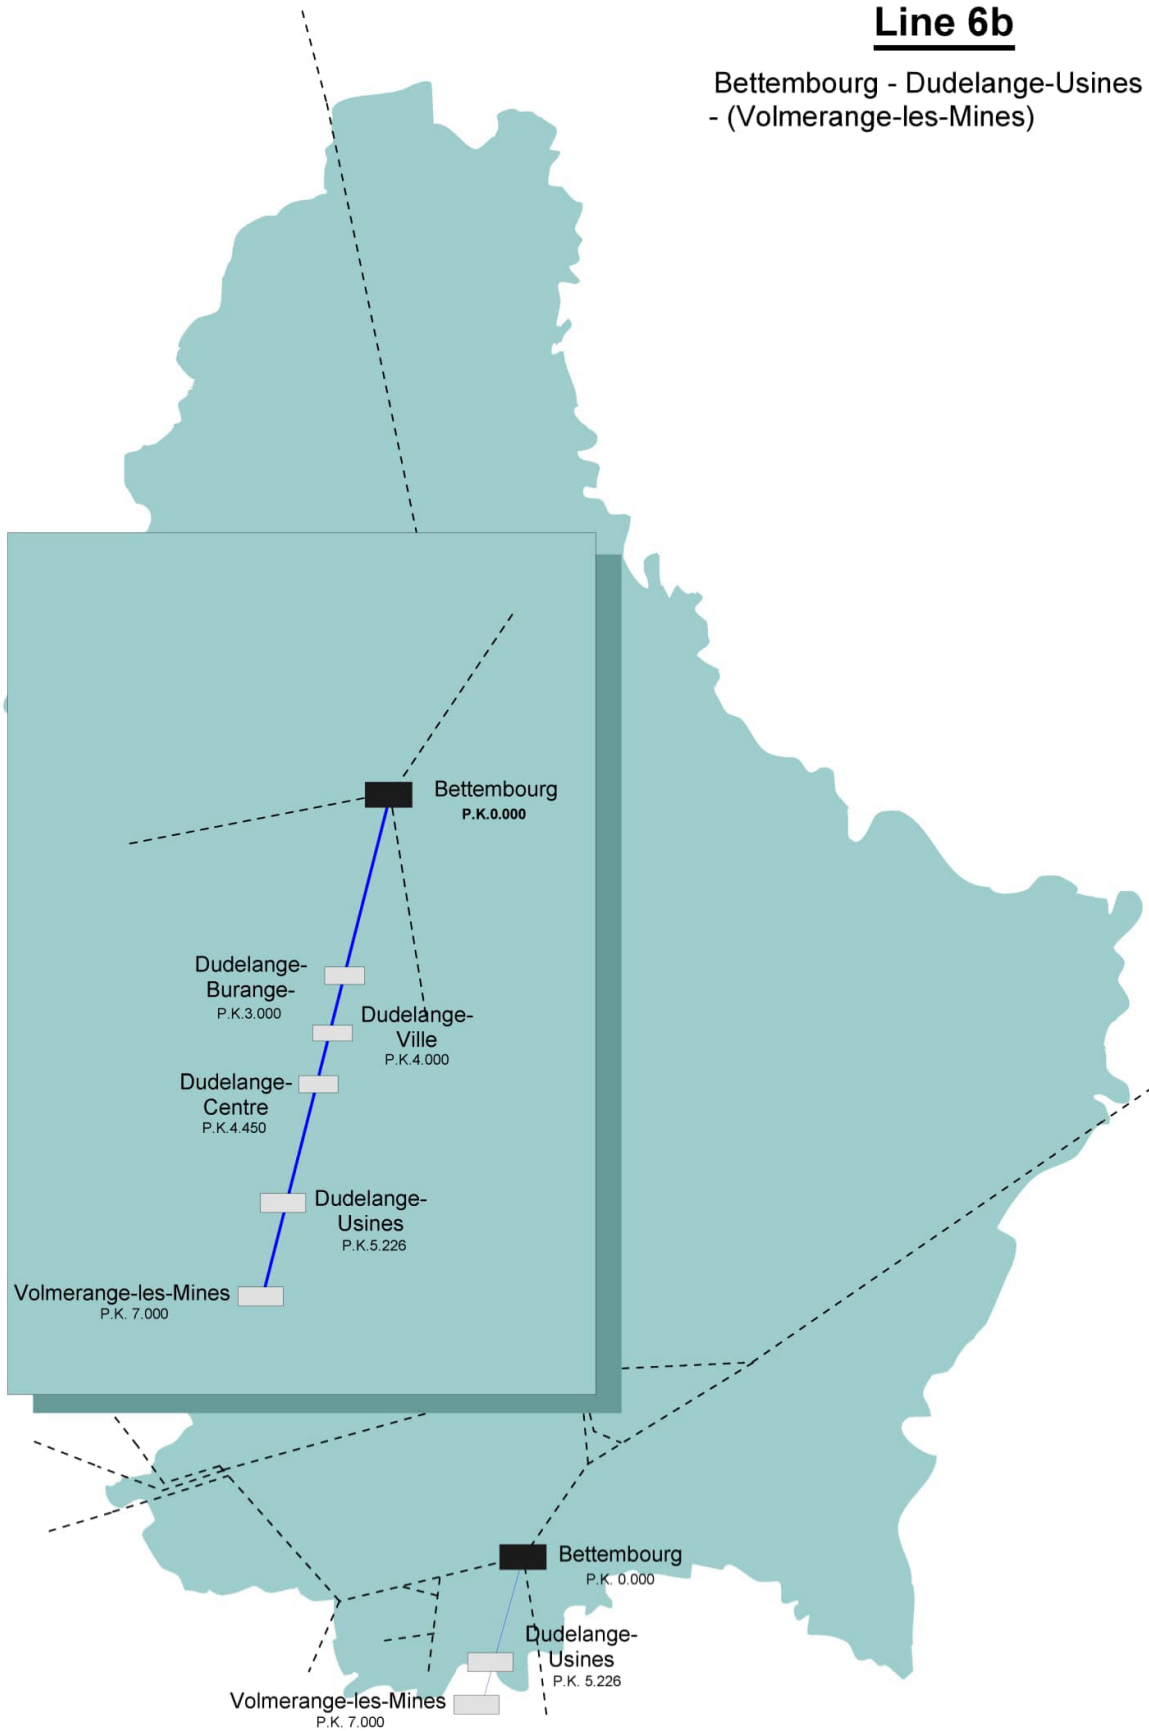 Line 6b
Bettembourg - Dudelange-Usines
- (Volmerange-les-Mines)
Bettembourg
P.K.0.000
Dudelange-
Burange-
P.K.3.000
Dudelange-
Ville
P.K.4.000
Dudelange-
Centre
P.K.4.450
Dudelange-
Usines
P.K.5.226
Volmerange-les-Mines
P.K. 7.000
Bettembourg
P.K. 0.000
Dudelange-
Usines
P.K. 5.226
Volmerange-les-Mines
P.K. 7.000